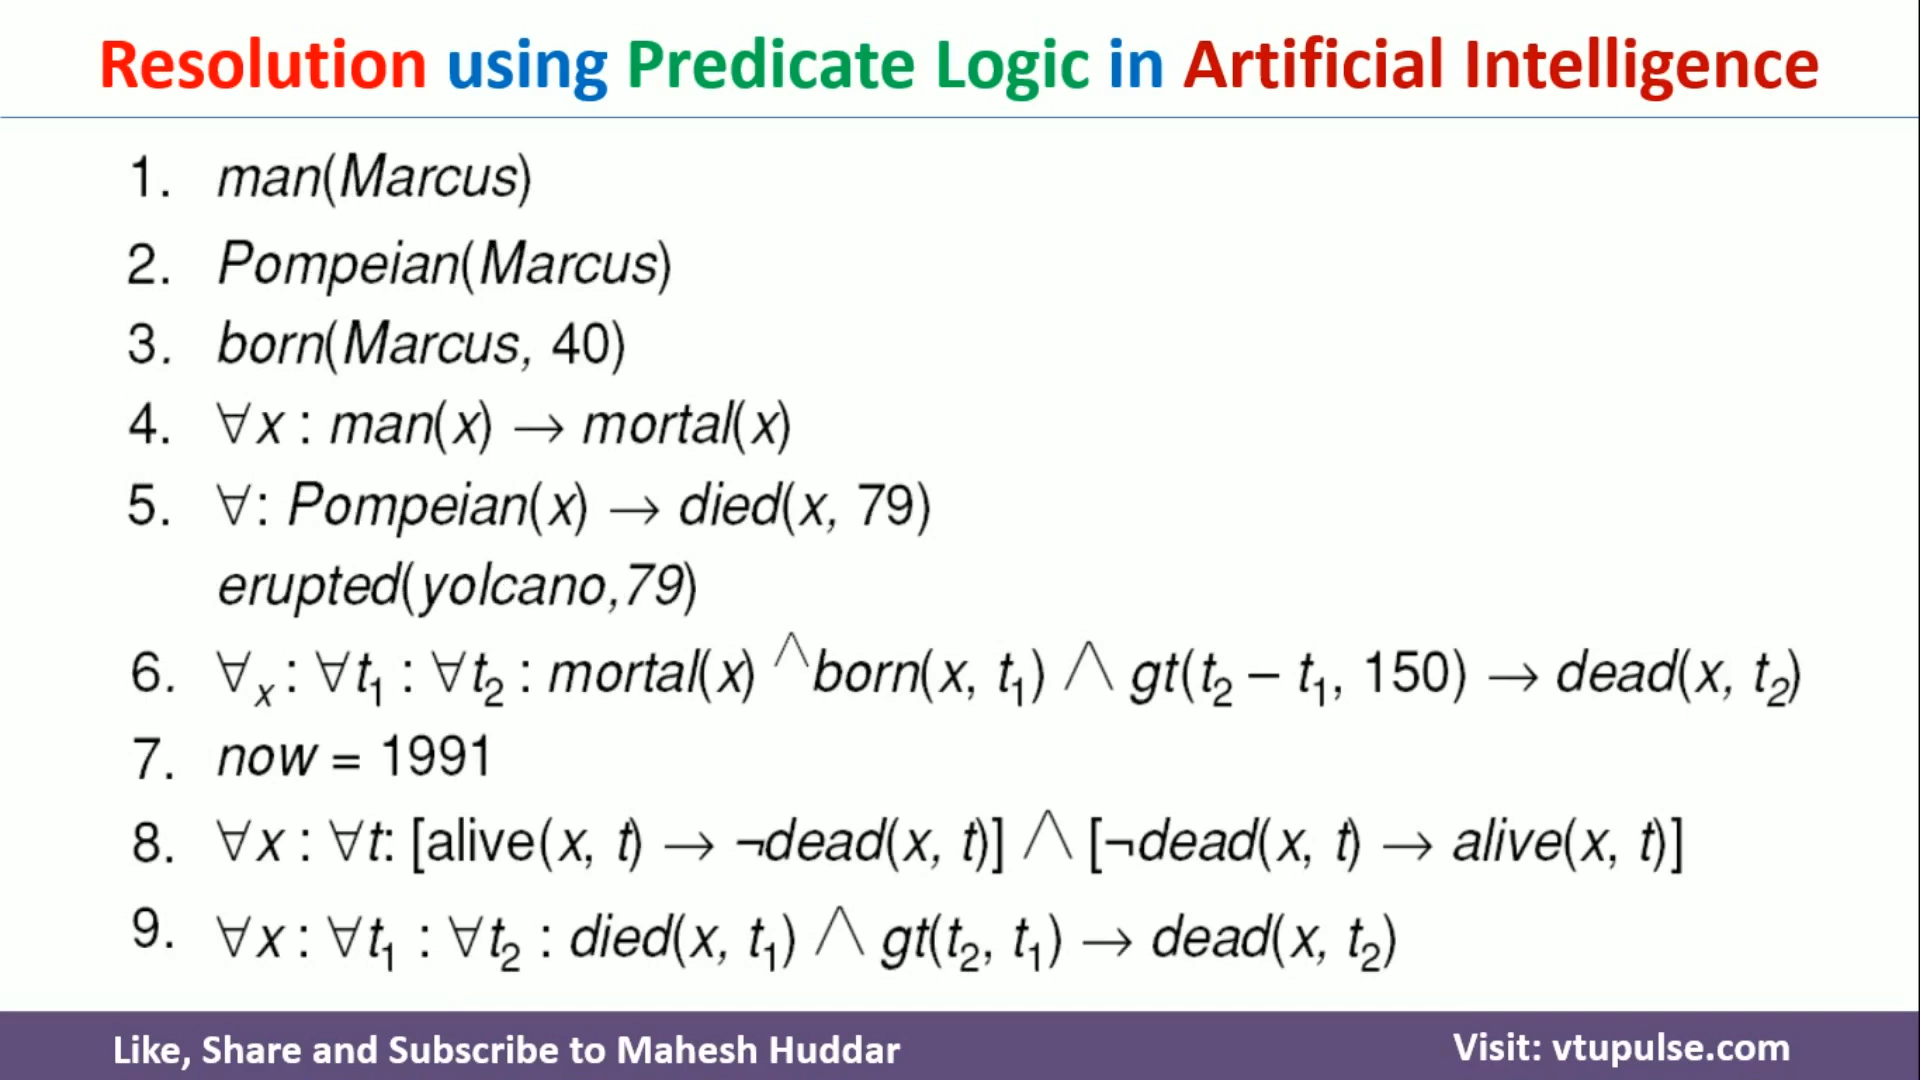 Resolution using Predicate Logic in Artificial Intelligence
1. man(Marcus)
2. Pompeian(Marcus)
3. born(Marcus, 40)
4. ∀x : man(x) → mortal(x)
5. ∀: Pompeian(x) → died(x, 79)
erupted(yolcano,79)
6. ∀ₓ : ∀t₁ : ∀t₂ : mortal(x) ∧ born(x, t₁) ∧ gt(t₂ – t₁, 150) → dead(x, t₂)
7. now = 1991
8. ∀x : ∀t: [alive(x, t) → ¬dead(x, t)] ∧ [¬dead(x, t) → alive(x, t)]
9. ∀x : ∀t₁ : ∀t₂ : died(x, t₁) ∧ gt(t₂, t₁) → dead(x, t₂)
Like, Share and Subscribe to Mahesh Huddar
Visit: vtupulse.com